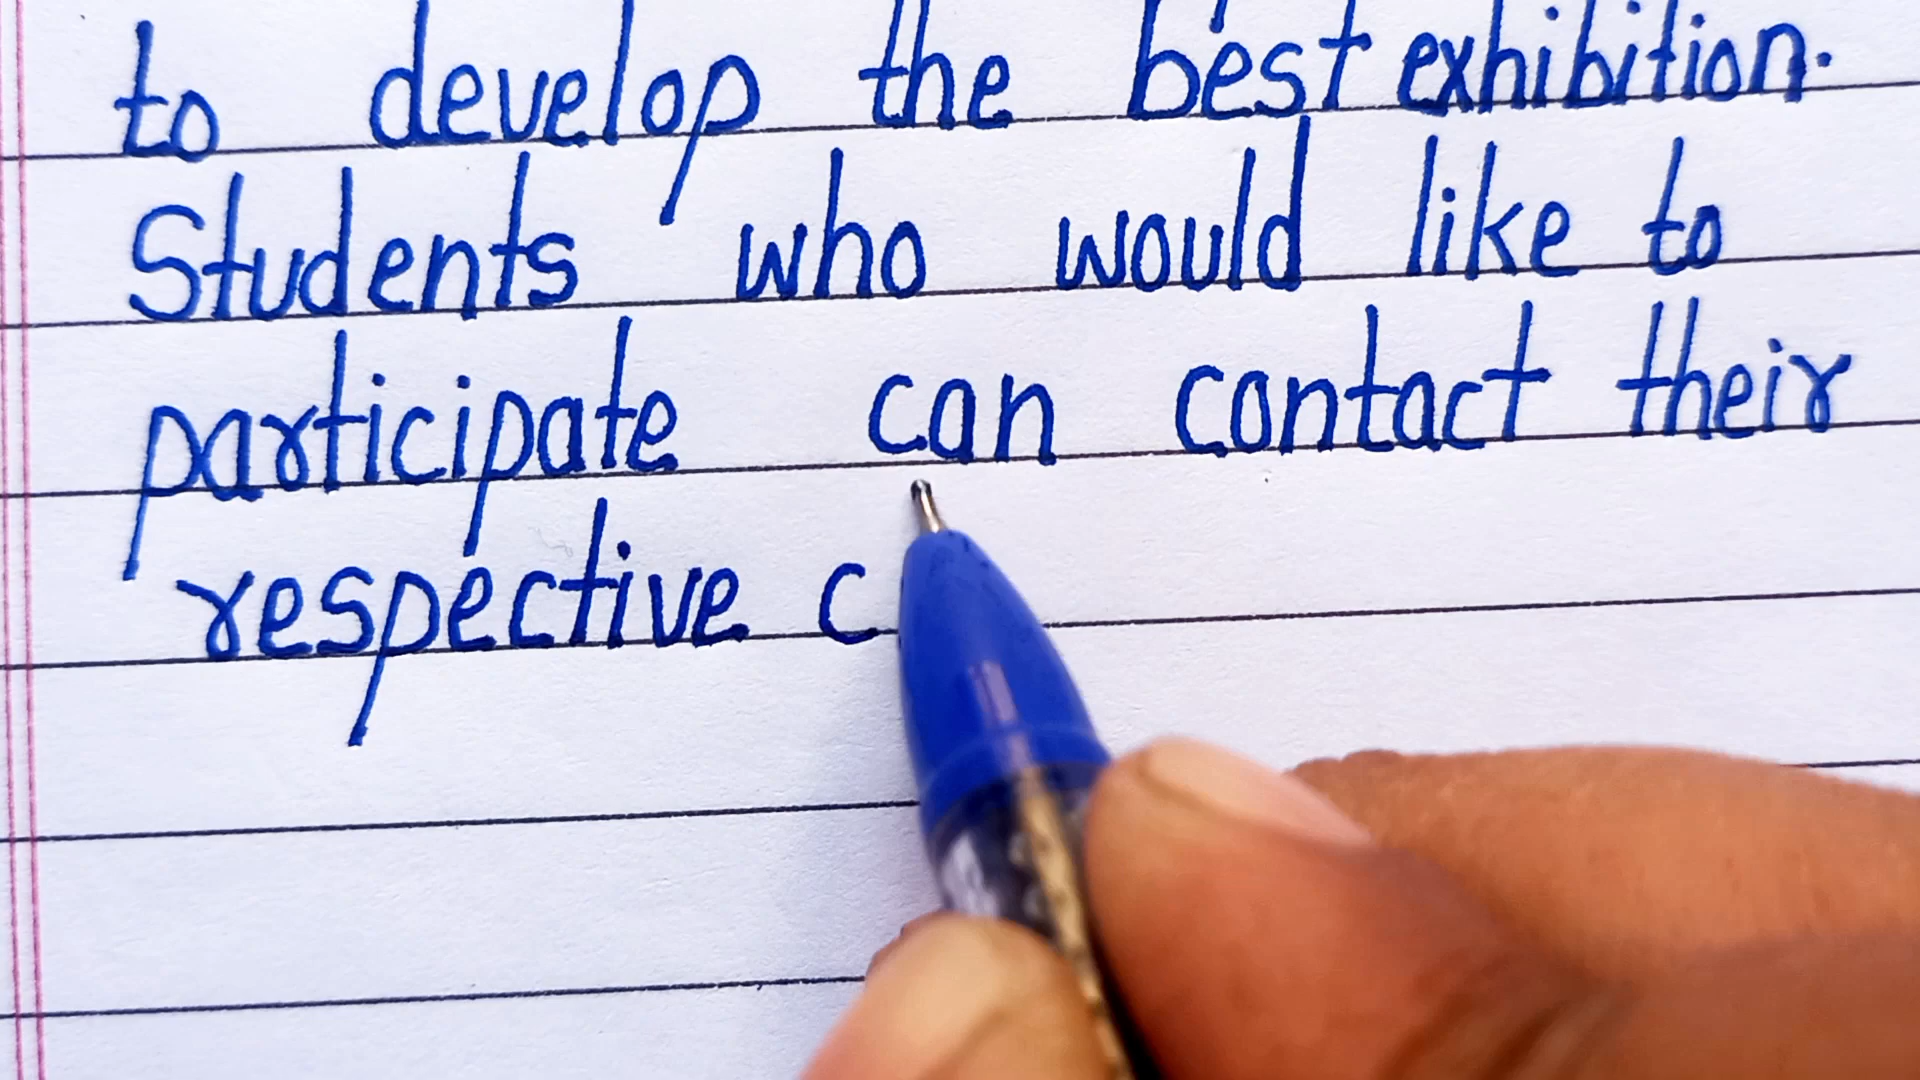 to develop the best exhibition.
Students who would like to
participate can contact their
respective c